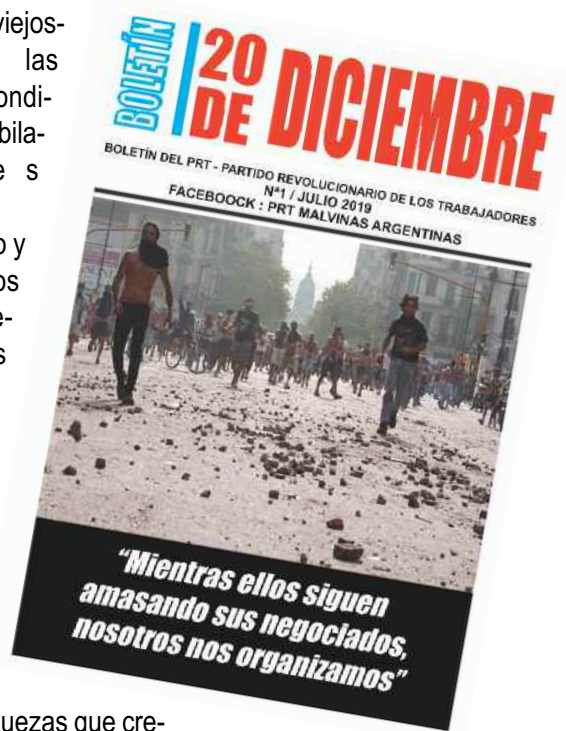 viejos-
las
ondi-
bila-
e s
o y
os
e-
s
BOLETÍN
20
DE DICIEMBRE
BOLETÍN DEL PRT - PARTIDO REVOLUCIONARIO DE LOS TRABAJADORES
Nª1 / JULIO 2019
FACEBOOCK : PRT MALVINAS ARGENTINAS
“Mientras ellos siguen
amasando sus negociados,
nosotros nos organizamos”
uezas que cre-